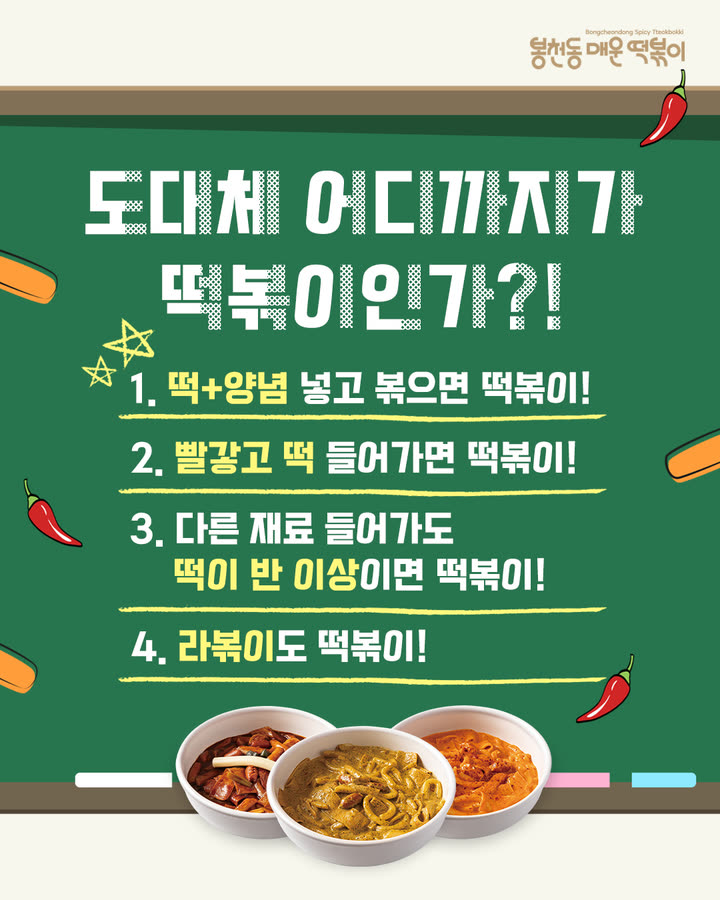 Bongcheondong Spicy Tteokbokki
봉천동 매운 떡볶이
도대체 어디까지가
떡볶이인가?!
1. 떡+양념 넣고 볶으면 떡볶이!
2. 빨갛고 떡 들어가면 떡볶이!
3. 다른 재료 들어가도
떡이 반 이상이면 떡볶이!
4. 라볶이도 떡볶이!